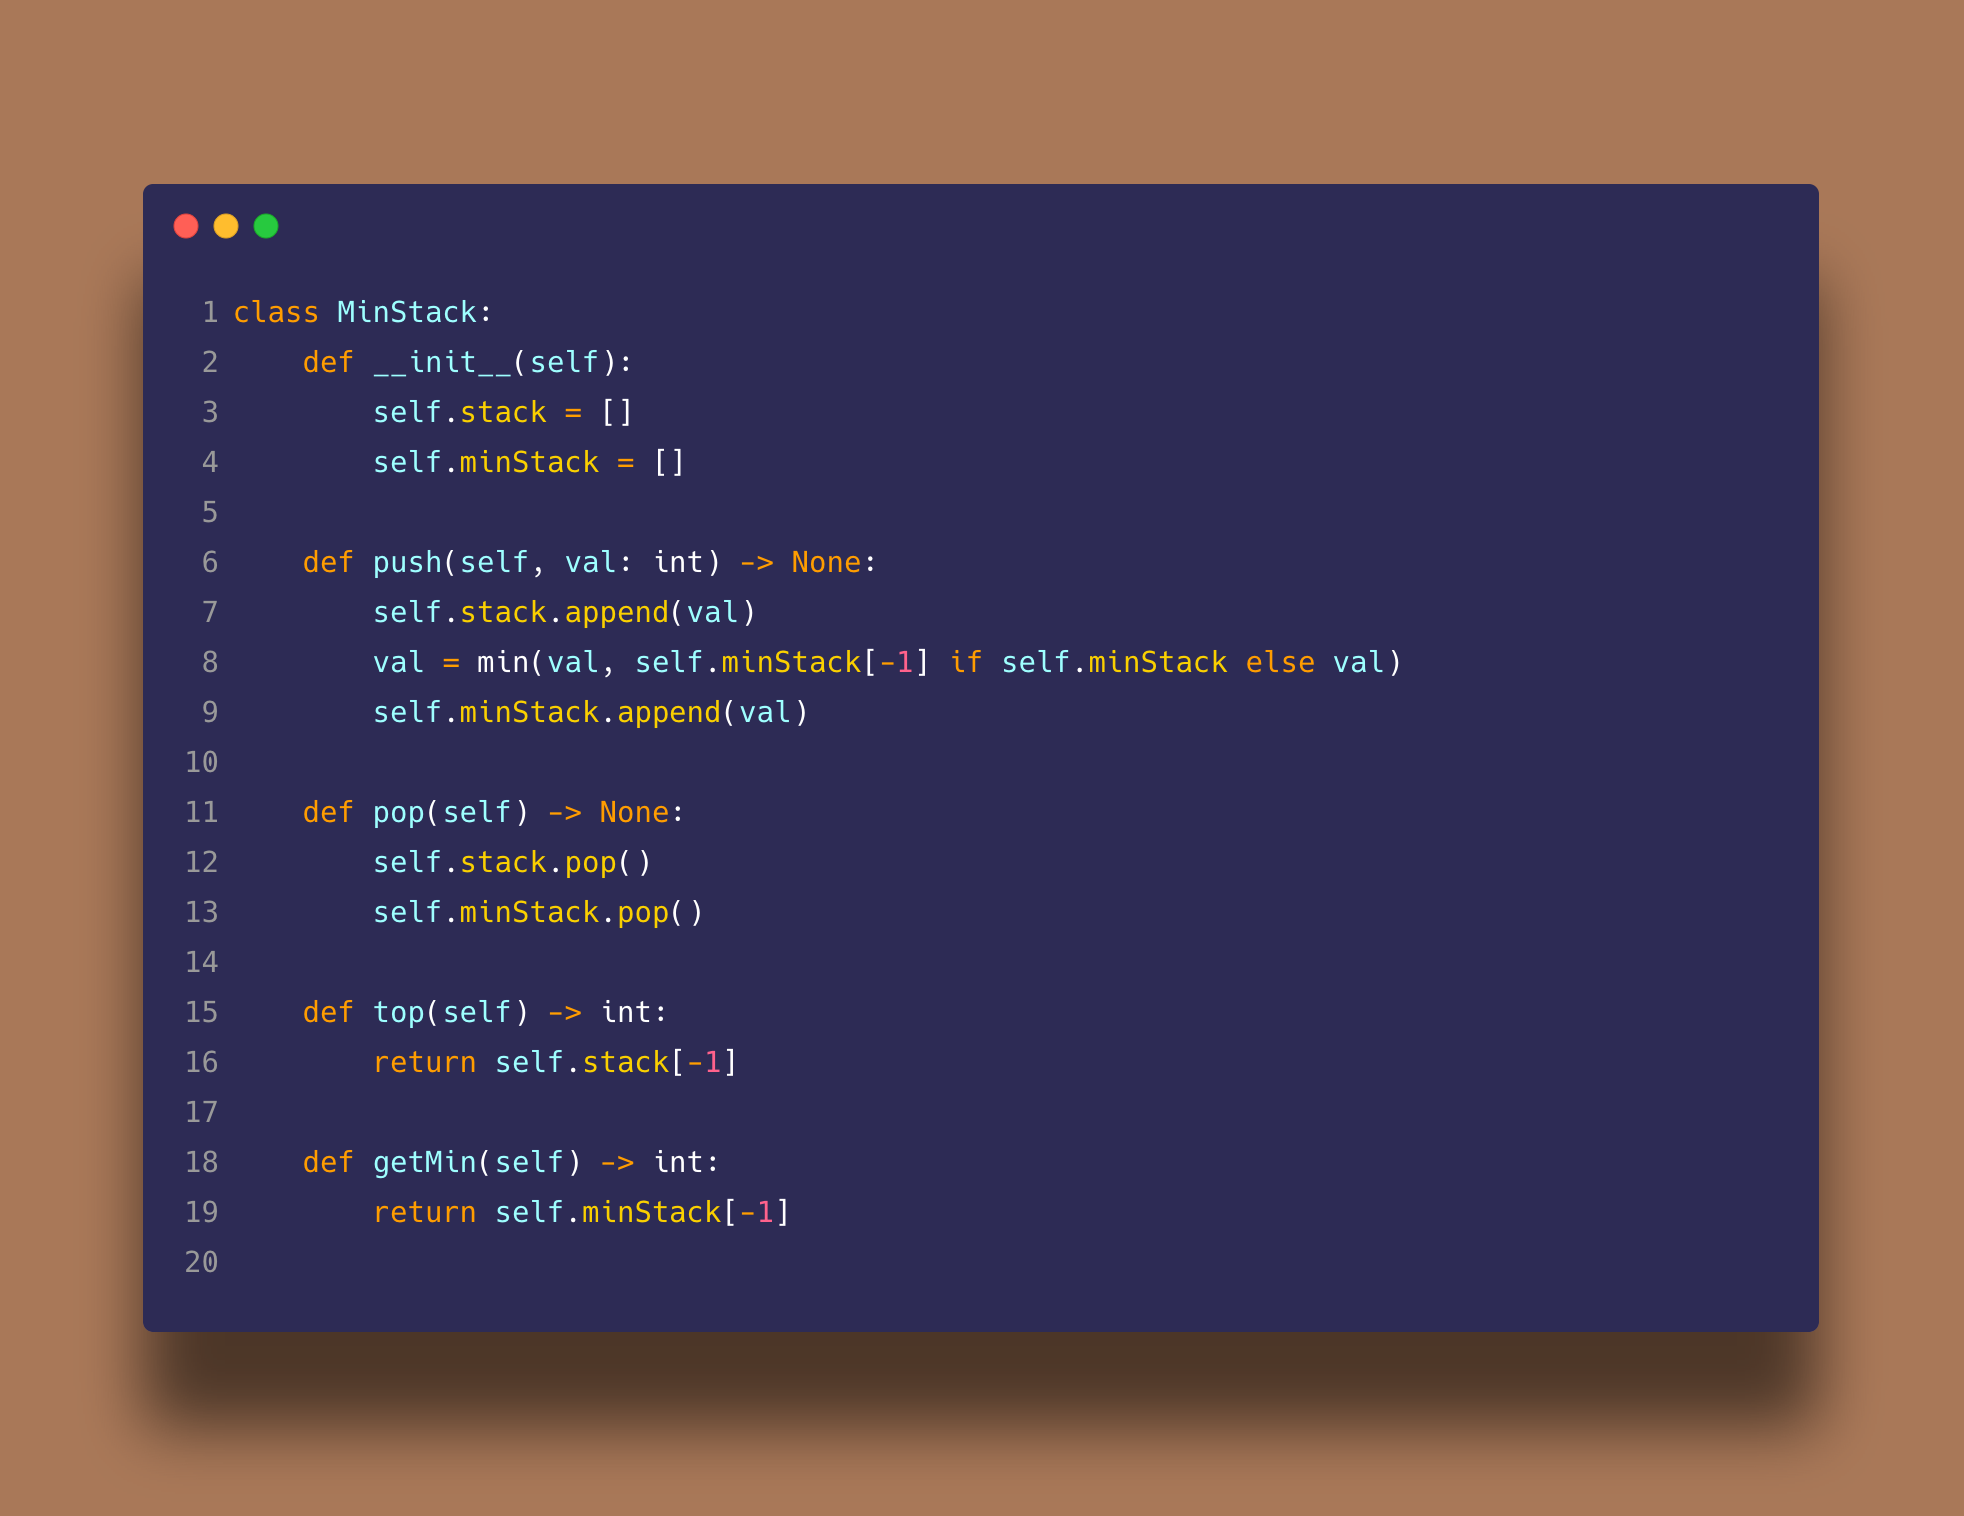 1 class MinStack:
2     def __init__(self):
3         self.stack = []
4         self.minStack = []
5
6     def push(self, val: int) -> None:
7         self.stack.append(val)
8         val = min(val, self.minStack[-1] if self.minStack else val)
9         self.minStack.append(val)
10
11     def pop(self) -> None:
12         self.stack.pop()
13         self.minStack.pop()
14
15     def top(self) -> int:
16         return self.stack[-1]
17
18     def getMin(self) -> int:
19         return self.minStack[-1]
20